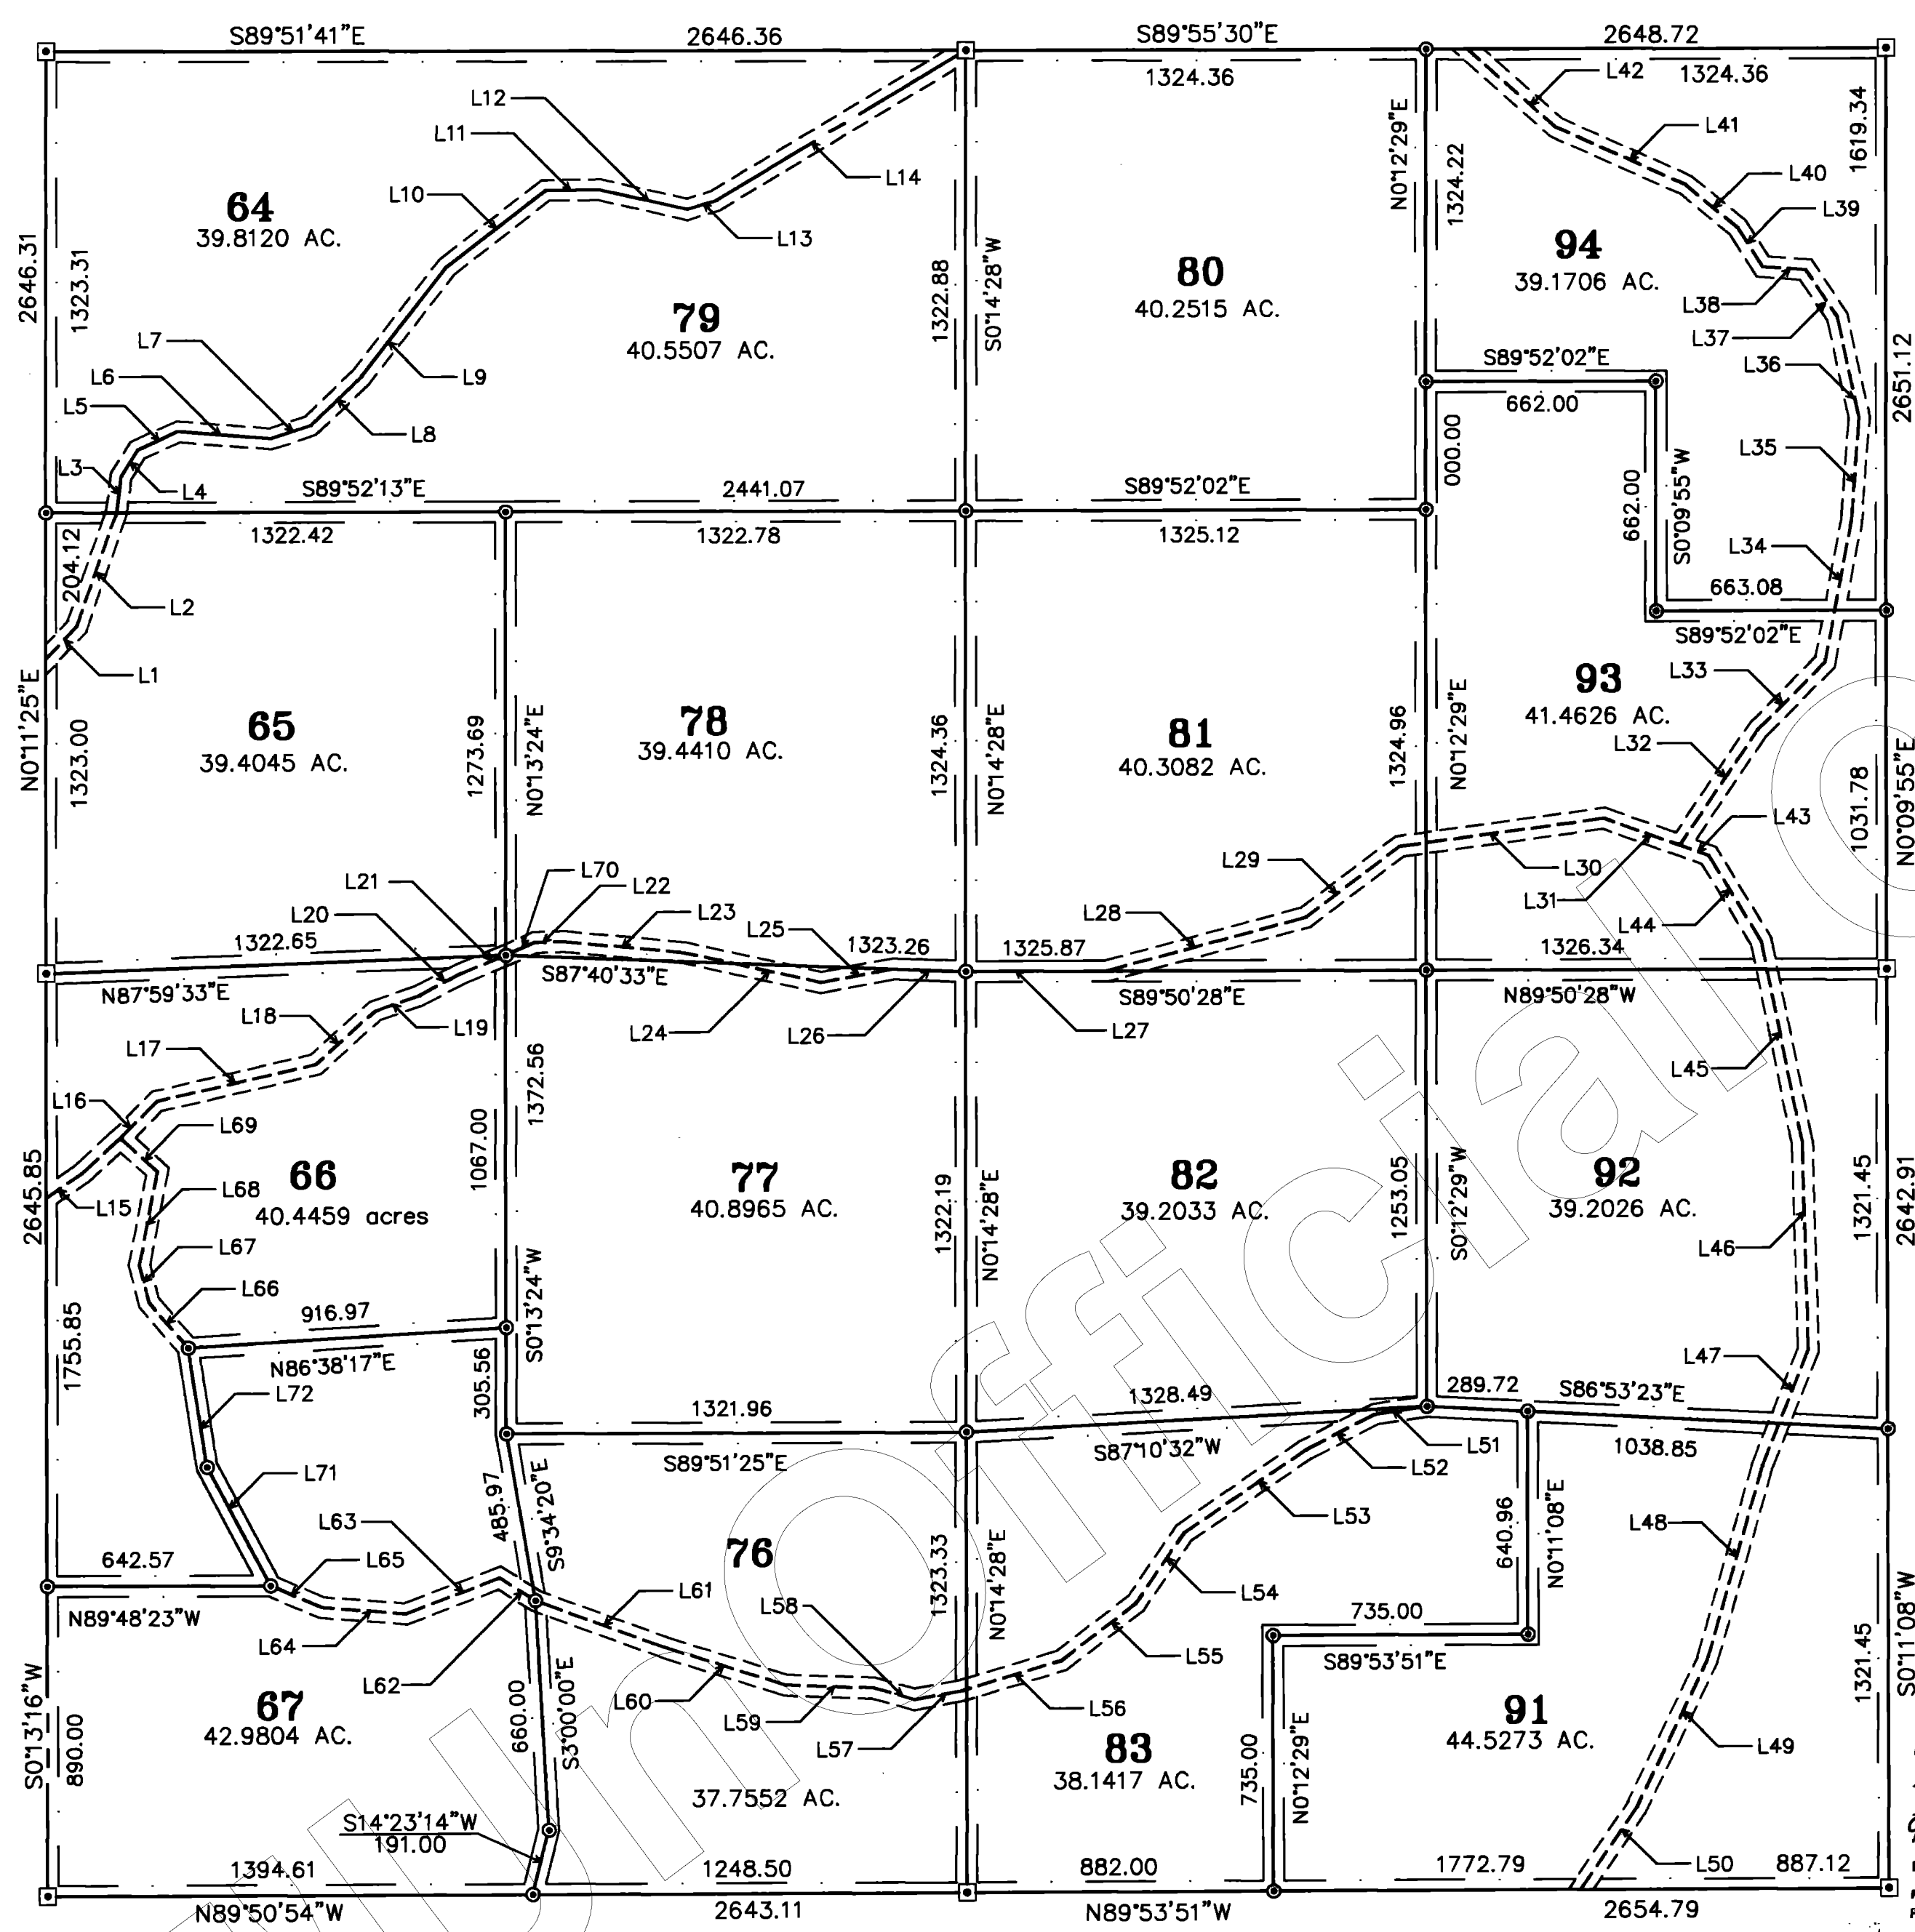 S89°51'41"E
2646.36
S89°55'30"E
2648.72
1324.36
1324.36
L42
L12
L11
L41
L10
L14
L40
L39
L13
N0°12'29"E
1324.22
1619.34
64
39.8120 AC.
2646.31
1323.31
79
40.5507 AC.
1322.88
S0°14'28"W
80
40.2515 AC.
94
39.1706 AC.
L38
L37
L36
L35
L34
2651.12
L7
L6
L5
L9
L8
L3
L4
S89°52'02"E
662.00
000.00
662.00
S0°09'55"W
663.08
S89°52'02"E
S89°52'13"E
2441.07
S89°52'02"E
1322.42
1322.78
1325.12
204.12
L2
L1
N0°11'25"E
1323.00
65
39.4045 AC.
1273.69
N0°13'24"E
78
39.4410 AC.
1324.36
N0°14'28"E
81
40.3082 AC.
1324.96
N0°12'29"E
93
41.4626 AC.
L33
L32
L43
1031.78
N0°09'55"E
L21
L70
L22
L20
L23
L25
L28
L29
L30
L31
L44
1322.65
1323.26
1325.87
1326.34
N87°59'33"E
S87°40'33"E
S89°50'28"E
N89°50'28"W
L18
L19
L24
L26
L27
L17
L45
L16
L69
1372.56
1067.00
2645.85
L15
L68
66
40.4459 acres
L67
L66
77
40.8965 AC.
1322.19
N0°14'28"E
82
39.2033 AC.
1253.05
S0°12'29"W
92
39.2026 AC.
L46
1321.45
2642.91
916.97
N86°38'17"E
S0°13'24"W
1755.85
305.56
L72
L71
1321.96
S89°51'25"E
1328.49
S87°10'32"W
289.72
S86°53'23"E
1038.85
L47
L51
L52
L53
L48
485.97
S9°34'20"E
L63
L65
642.57
N89°48'23"W
L64
L62
76
L61
L58
1323.33
N0°14'28"E
L54
L55
640.96
N0°11'08"E
735.00
S89°53'51"E
S0°11'08"W
1321.45
L60
L59
L57
L56
S0°13'16"W
890.00
67
42.9804 AC.
660.00
S3°00'00"E
37.7552 AC.
83
38.1417 AC.
735.00
N0°12'29"E
91
44.5273 AC.
L49
S14°23'14"W
191.00
L50
1394.61
1248.50
882.00
1772.79
887.12
N89°50'54"W
2643.11
N89°53'51"W
2654.79